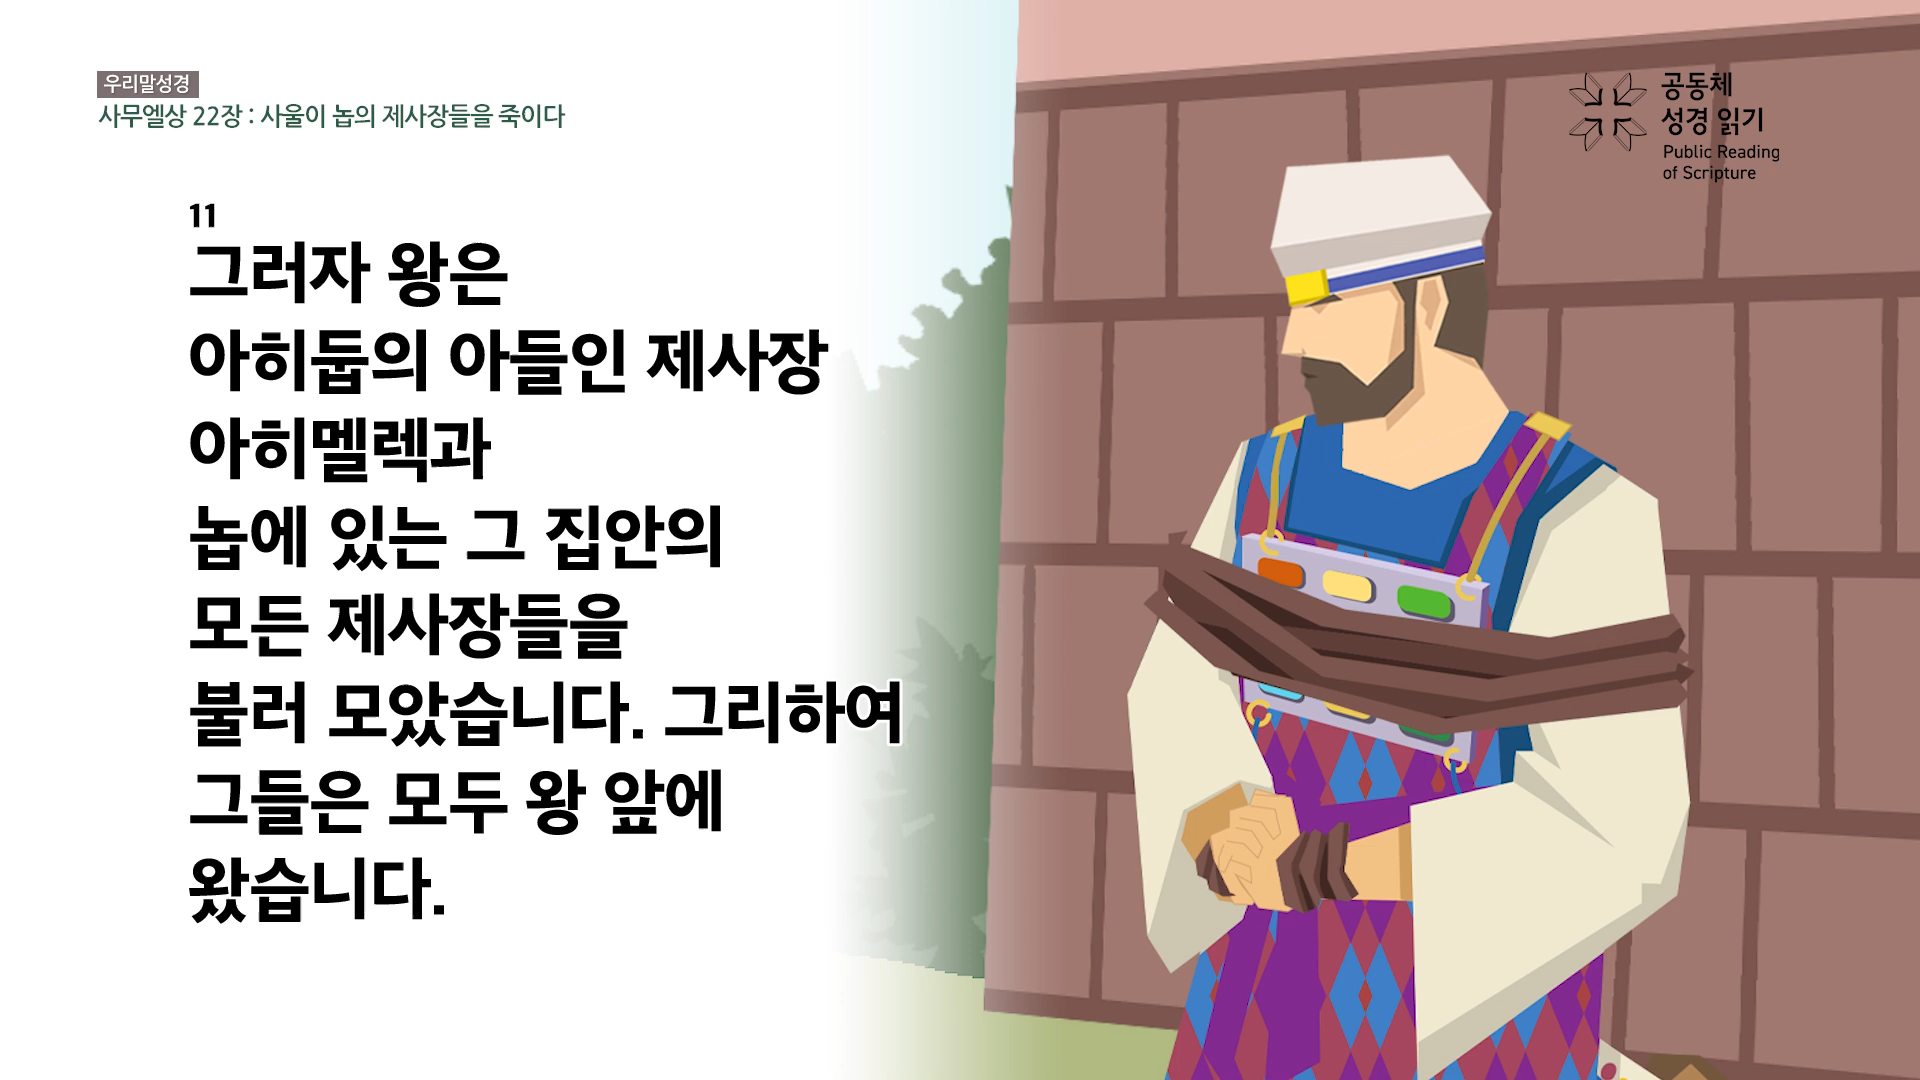 우리말성경
사무엘상 22장 : 사울이 놉의 제사장들을 죽이다
공동체
성경 읽기
Public Reading
of Scripture
11
그러자 왕은
아히둡의 아들인 제사장
아히멜렉과
놉에 있는 그 집안의
모든 제사장들을
불러 모았습니다. 그리하여
그들은 모두 왕 앞에
왔습니다.